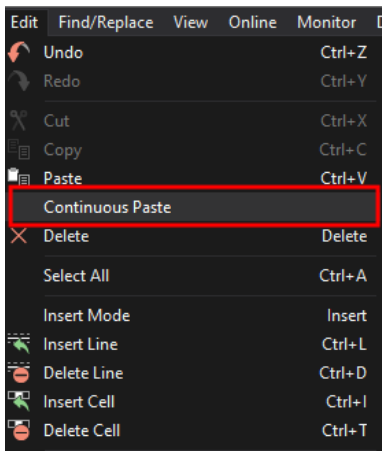 Edit Find/Replace View Online Monitor
Undo Ctrl+Z
Redo Ctrl+Y
Cut Ctrl+X
Copy Ctrl+C
Paste Ctrl+V
Continuous Paste
Delete Delete
Select All Ctrl+A
Insert Mode Insert
Insert Line Ctrl+L
Delete Line Ctrl+D
Insert Cell Ctrl+I
Delete Cell Ctrl+T